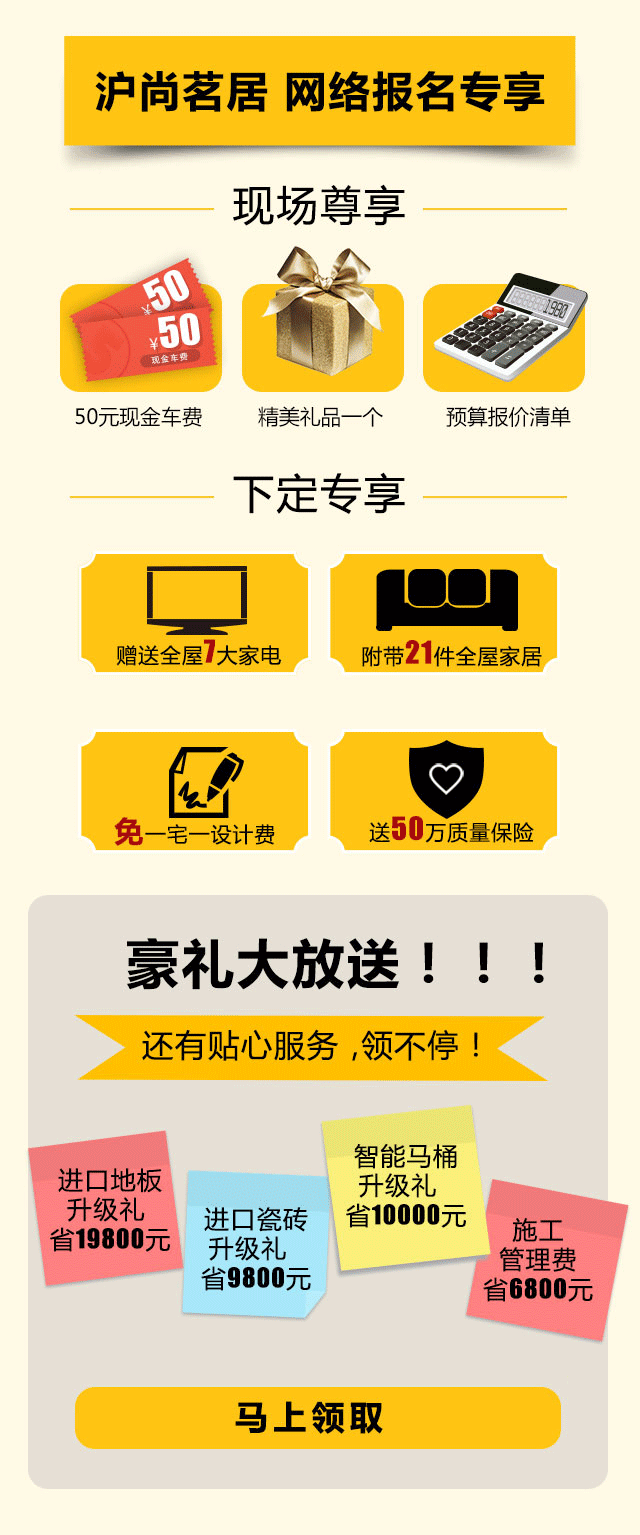 沪尚茗居 网络报名专享
现场尊享
50
¥50
现金车费
1,980
50元现金车费
精美礼品一个
预算报价清单
下定专享
赠送全屋7大家电
附带21件全屋家居
免一宅一设计费
送50万质量保险
豪礼大放送！！！
还有贴心服务,领不停！
进口地板
升级礼
省19800元
进口瓷砖
升级礼
省9800元
智能马桶
升级礼
省10000元
施工
管理费
省6800元
马上领取